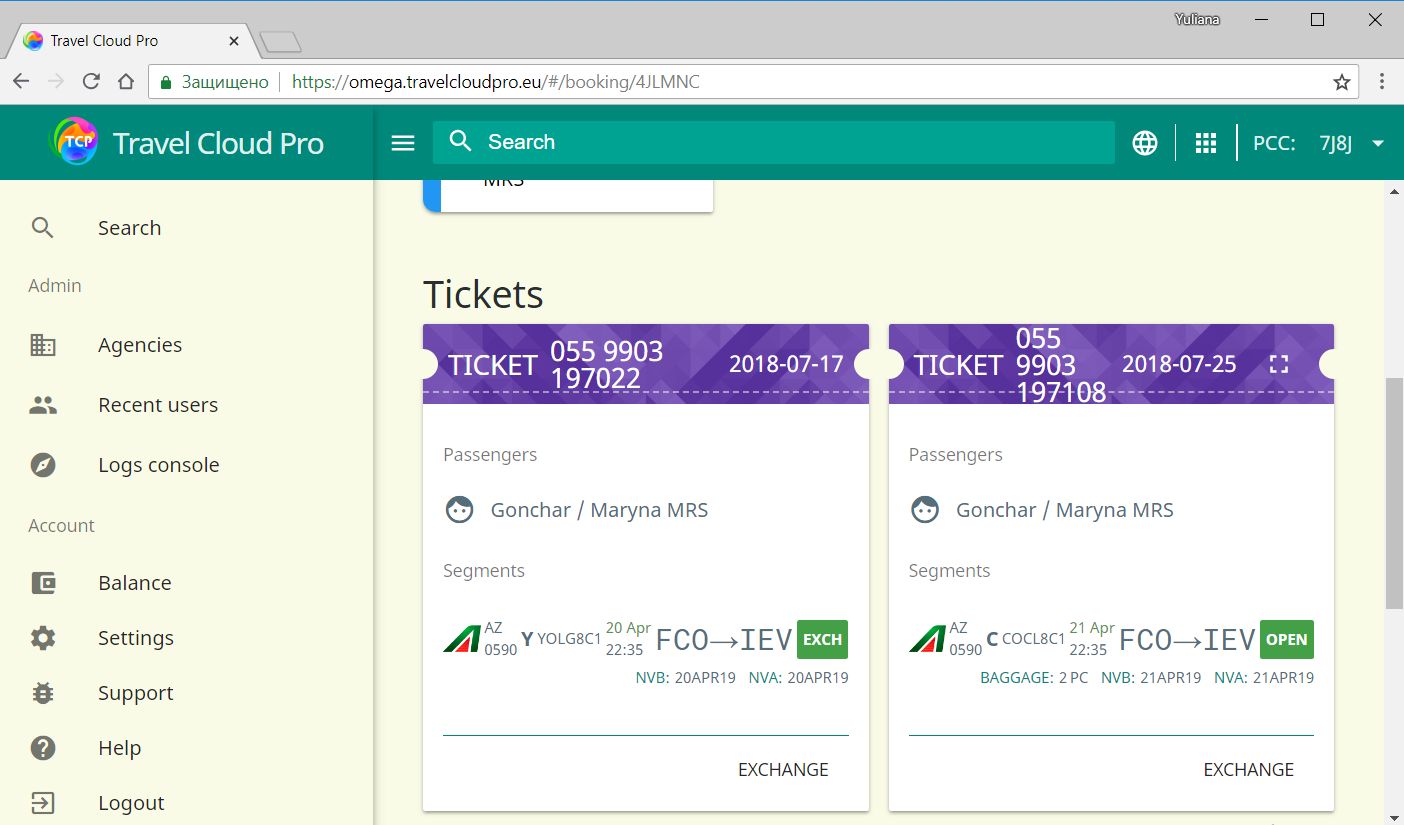 Yuliana
Travel Cloud Pro
Защищено
https://omega.travelcloudpro.eu/#/booking/4JLMNC
TCP
Travel Cloud Pro
Search
PCC: 7J8J
Search
Admin
Agencies
Recent users
Logs console
Account
Balance
Settings
Support
Help
Logout
MRS
Tickets
TICKET
055 9903
197022
2018-07-17
Passengers
Gonchar / Maryna MRS
Segments
AZ
0590
Y YOLG8C1
20 Apr
22:35
FCO→IEV
EXCH
NVB: 20APR19 NVA: 20APR19
EXCHANGE
TICKET
055
9903
197108
2018-07-25
Passengers
Gonchar / Maryna MRS
Segments
AZ
0590
C COCL8C1
21 Apr
22:35
FCO→IEV
OPEN
BAGGAGE: 2 PC NVB: 21APR19 NVA: 21APR19
EXCHANGE